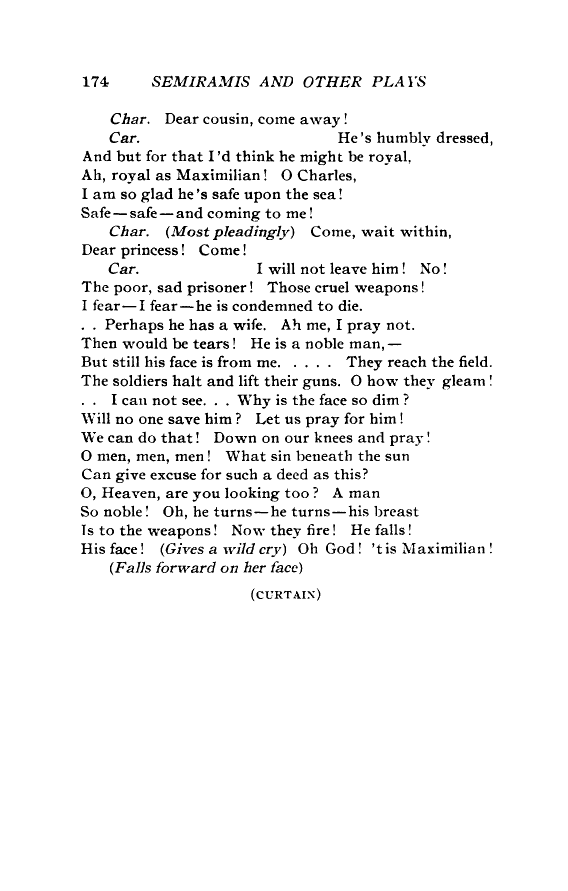 174 SEMIRAMIS AND OTHER PLAYS
Char. Dear cousin, come away!
Car. He's humbly dressed,
And but for that I'd think he might be royal,
Ah, royal as Maximilian! O Charles,
I am so glad he's safe upon the sea!
Safe—safe—and coming to me!
Char. (Most pleadingly) Come, wait within,
Dear princess! Come!
Car. I will not leave him! No!
The poor, sad prisoner! Those cruel weapons!
I fear—I fear—he is condemned to die.
. . Perhaps he has a wife. Ah me, I pray not.
Then would be tears! He is a noble man,—
But still his face is from me. . . . . . They reach the field.
The soldiers halt and lift their guns. O how they gleam!
. . I can not see. . . Why is the face so dim?
Will no one save him? Let us pray for him!
We can do that! Down on our knees and pray!
O men, men, men! What sin beneath the sun
Can give excuse for such a deed as this?
O, Heaven, are you looking too? A man
So noble! Oh, he turns—he turns—his breast
Is to the weapons! Now they fire! He falls!
His face! (Gives a wild cry) Oh God! 'tis Maximilian!
(Falls forward on her face)
(CURTAIN)